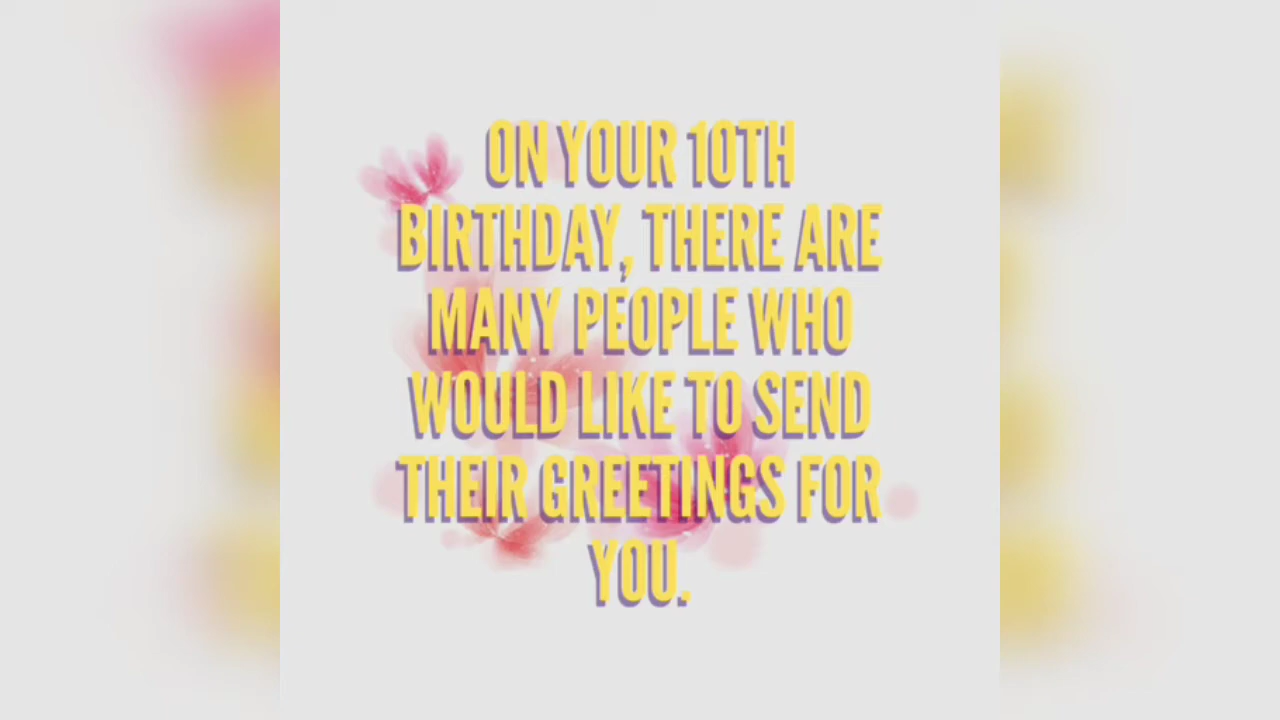 ON YOUR 10TH
BIRTHDAY, THERE ARE
MANY PEOPLE WHO
WOULD LIKE TO SEND
THEIR GREETINGS FOR
YOU.